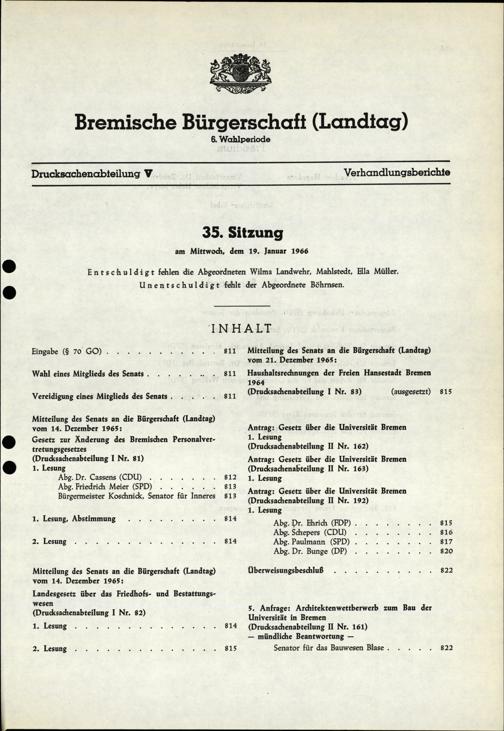 Bremische Bürgerschaft (Landtag)
6. Wahlperiode
Drucksachenabteilung V
Verhandlungsberichte
35. Sitzung
am Mittwoch, dem 19. Januar 1966
Entschuldigt fehlen die Abgeordneten Wilma Landwehr, Mahlstedt, Ella Müller.
Unentschuldigt fehlt der Abgeordnete Böhrnsen.
INHALT
Eingabe (§ 70 GO) . . . . . . . . . . . 811
Wahl eines Mitglieds des Senats . . . . . . . 811
Vereidigung eines Mitglieds des Senats . . . . . 811
Mitteilung des Senats an die Bürgerschaft (Landtag)
vom 14. Dezember 1965:
Gesetz zur Änderung des Bremischen Personalver-
tretungsgesetzes
(Drucksachenabteilung I Nr. 81)
1. Lesung
Abg. Dr. Cassens (CDU) . . . . . . . . 812
Abg. Friedrich Meier (SPD) . . . . . . 813
Bürgermeister Koschnick, Senator für Inneres 813
1. Lesung, Abstimmung . . . . . . . . . 814
2. Lesung . . . . . . . . . . . . . . 814
Mitteilung des Senats an die Bürgerschaft (Landtag)
vom 14. Dezember 1965:
Landesgesetz über das Friedhofs- und Bestattungs-
wesen
(Drucksachenabteilung I Nr. 82)
1. Lesung . . . . . . . . . . . . . . 814
2. Lesung . . . . . . . . . . . . . . 815
Mitteilung des Senats an die Bürgerschaft (Landtag)
vom 21. Dezember 1965:
Haushaltsrechnungen der Freien Hansestadt Bremen
1964
(Drucksachenabteilung I Nr. 83) (ausgesetzt) 815
Antrag: Gesetz über die Universität Bremen
1. Lesung
(Drucksachenabteilung II Nr. 162)
Antrag: Gesetz über die Universität Bremen
(Drucksachenabteilung II Nr. 163)
1. Lesung
Antrag: Gesetz über die Universität Bremen
(Drucksachenabteilung II Nr. 192)
1. Lesung
Abg. Dr. Ehrich (FDP) . . . . . . . . 815
Abg. Schepers (CDU) . . . . . . . . 816
Abg. Paulmann (SPD) . . . . . . . . 817
Abg. Dr. Bunge (DP) . . . . . . . . 820
Überweisungsbeschluß . . . . . . . . . . 822
5. Anfrage: Architektenwettberwerb zum Bau der
Universität in Bremen
(Drucksachenabteilung II Nr. 161)
— mündliche Beantwortung —
Senator für das Bauwesen Blase . . . . . 822